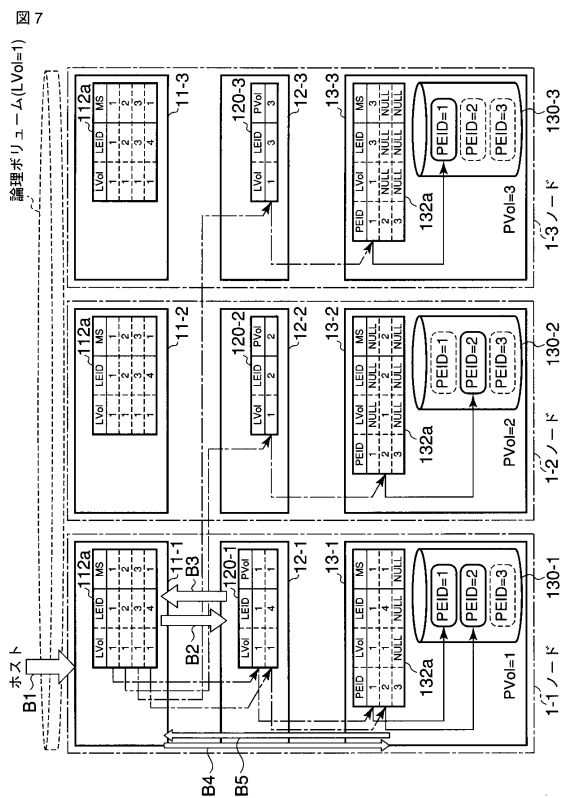 図7
論理ボリューム(LVol=1)
ホスト
B1
112a
LVol LEID MS
1 1 1
1 2 2
1 3 3
1 4 1
11-1
B2
B3
120-1
LVol LEID PVol
1 1 1
1 4 1
12-1
B4
B5
13-1
PEID LVol LEID MS
1 1 1 1
2 1 4 1
3 NULL NULL NULL
132a
PVol=1
PEID=1
PEID=2
PEID=3
130-1
1-1 ノード
112a
LVol LEID MS
1 1 1
1 2 2
1 3 3
1 4 1
11-2
120-2
LVol LEID PVol
1 2 2
12-2
13-2
PEID LVol LEID MS
1 NULL NULL NULL
2 1 2 2
3 NULL NULL NULL
132a
PVol=2
PEID=1
PEID=2
PEID=3
130-2
1-2 ノード
112a
LVol LEID MS
1 1 1
1 2 2
1 3 3
1 4 1
11-3
120-3
LVol LEID PVol
1 3 3
12-3
13-3
PEID LVol LEID MS
1 1 3 3
2 NULL NULL NULL
3 NULL NULL NULL
132a
PVol=3
PEID=1
PEID=2
PEID=3
130-3
1-3 ノード